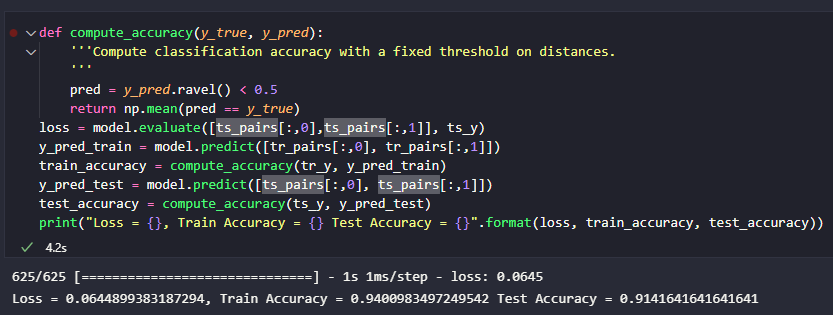 def compute_accuracy(y_true, y_pred):
    '''Compute classification accuracy with a fixed threshold on distances.
    '''
    pred = y_pred.ravel() < 0.5
    return np.mean(pred == y_true)
loss = model.evaluate([ts_pairs[:,0],ts_pairs[:,1]], ts_y)
y_pred_train = model.predict([tr_pairs[:,0], tr_pairs[:,1]])
train_accuracy = compute_accuracy(tr_y, y_pred_train)
y_pred_test = model.predict([ts_pairs[:,0], ts_pairs[:,1]])
test_accuracy = compute_accuracy(ts_y, y_pred_test)
print("Loss = {}, Train Accuracy = {} Test Accuracy = {}".format(loss, train_accuracy, test_accuracy))
4.2s
625/625 [==============================] - 1s 1ms/step - loss: 0.0645
Loss = 0.0644899383187294, Train Accuracy = 0.9400983497249542 Test Accuracy = 0.9141641641641641